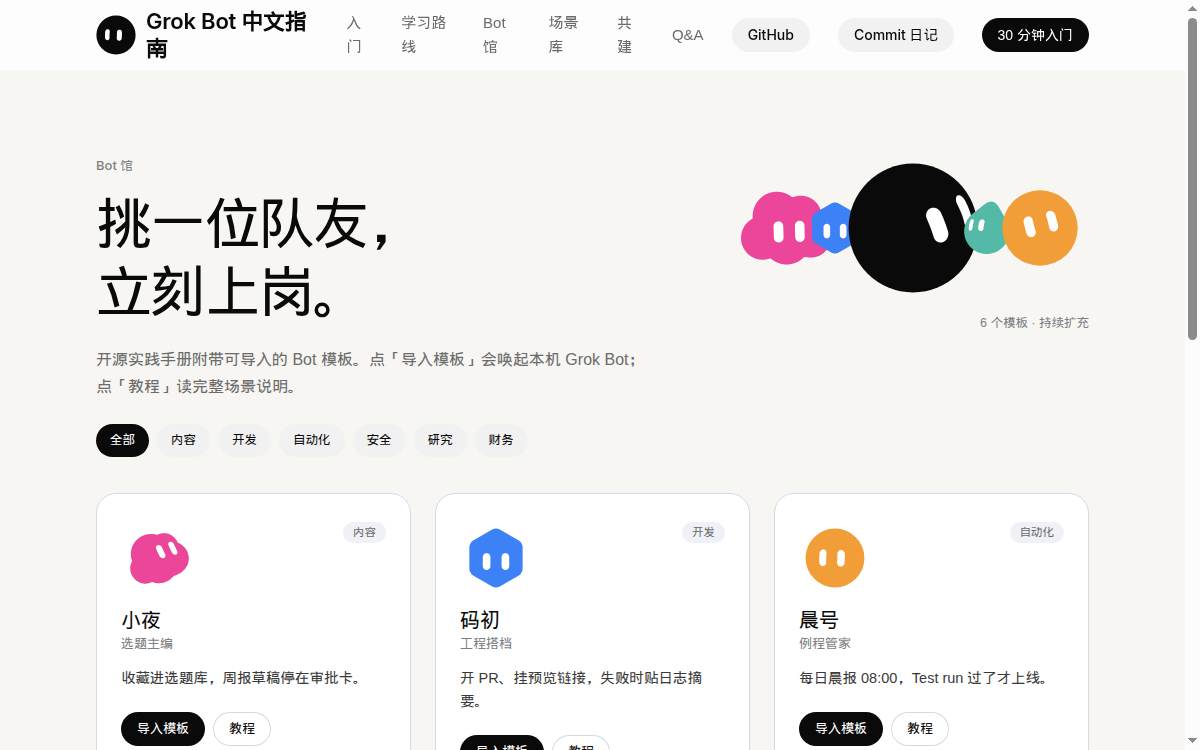 Grok Bot 中文指南
入门
学习路线
Bot 馆
场景库
共建
Q&A
GitHub
Commit 日记
30 分钟入门
Bot 馆
挑一位队友，
立刻上岗。
6 个模板 · 持续扩充
开源实践手册附带可导入的 Bot 模板。点「导入模板」会唤起本机 Grok Bot；
点「教程」读完整场景说明。
全部
内容
开发
自动化
安全
研究
财务
内容
小夜
选题主编
收藏进选题库，周报草稿停在审批卡。
导入模板
教程
开发
码初
工程搭档
开 PR、挂预览链接，失败时贴日志摘
要。
导入模板
教程
自动化
晨号
例程管家
每日晨报 08:00，Test run 过了才上线。
导入模板
教程